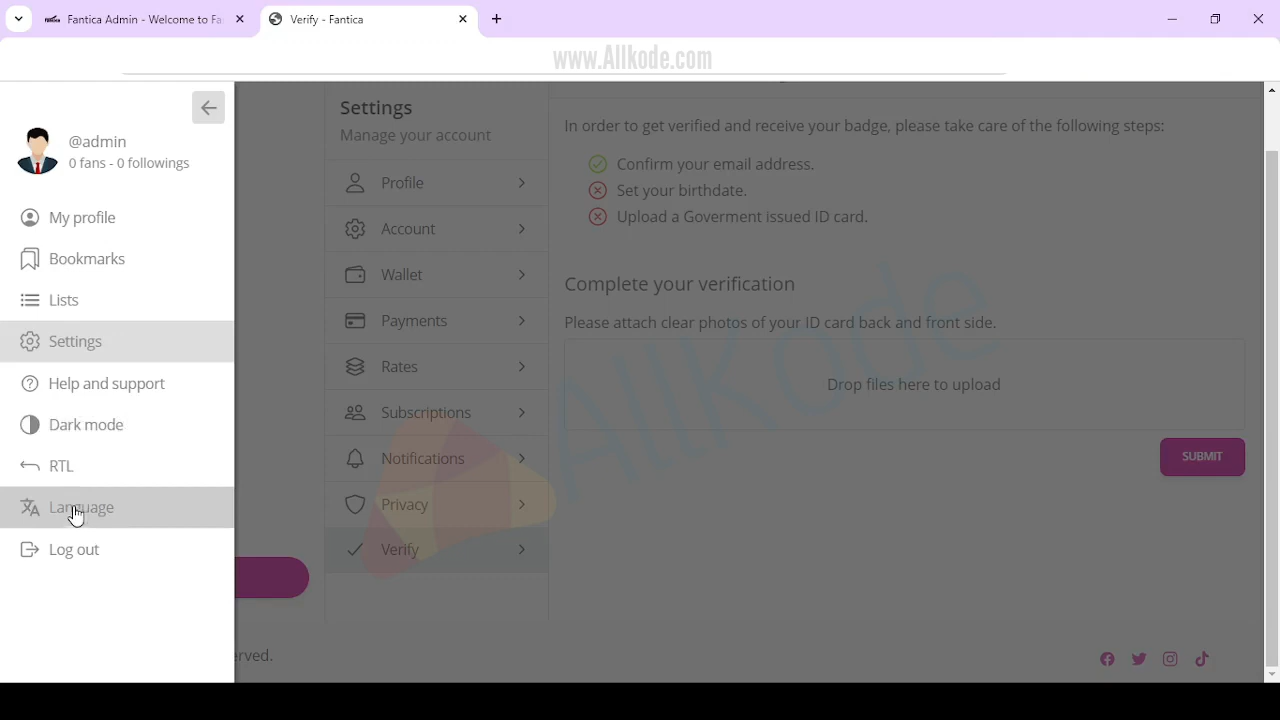 Fantica Admin - Welcome to Fa
Verify - Fantica
www.Allkode.com
@admin
0 fans - 0 followings
My profile
Bookmarks
Lists
Settings
Help and support
Dark mode
RTL
Language
Log out
Settings
Manage your account
Profile
Account
Wallet
Payments
Rates
Subscriptions
Notifications
Privacy
Verify
In order to get verified and receive your badge, please take care of the following steps:
Confirm your email address.
Set your birthdate.
Upload a Goverment issued ID card.
Complete your verification
Please attach clear photos of your ID card back and front side.
Drop files here to upload
SUBMIT
AllKode
erved.